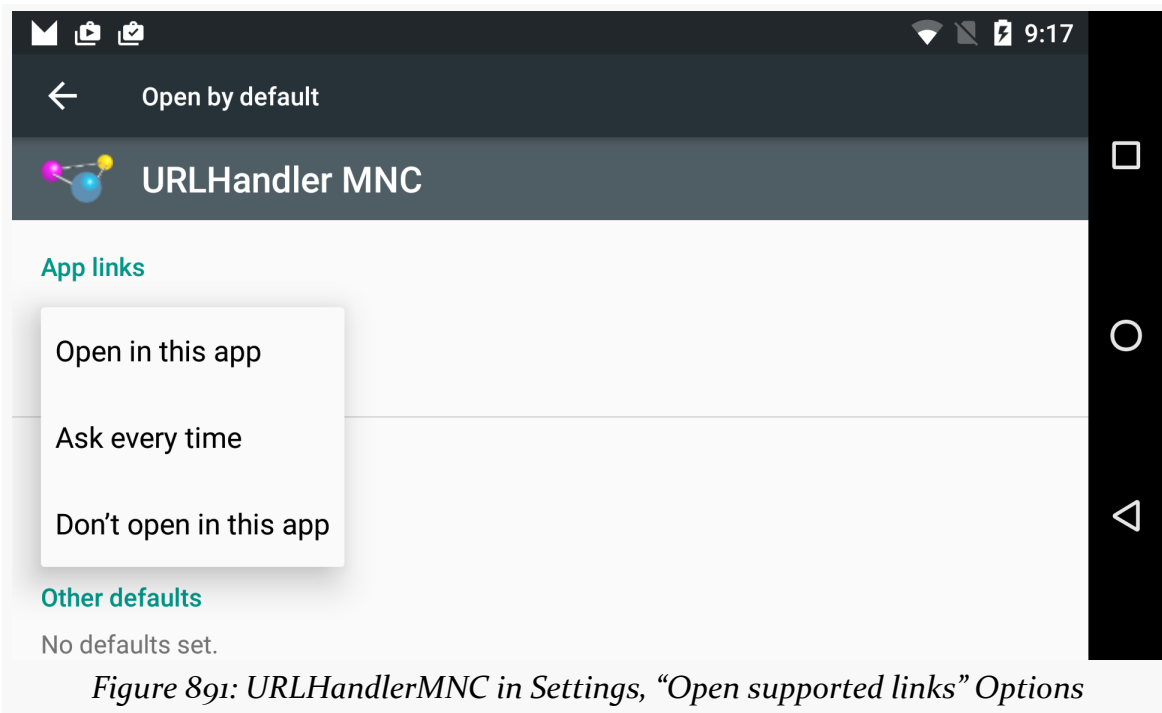 9:17
Open by default
URLHandler MNC
App links
Open in this app
Ask every time
Don't open in this app
Other defaults
No defaults set.
Figure 891: URLHandlerMNC in Settings, “Open supported links” Options